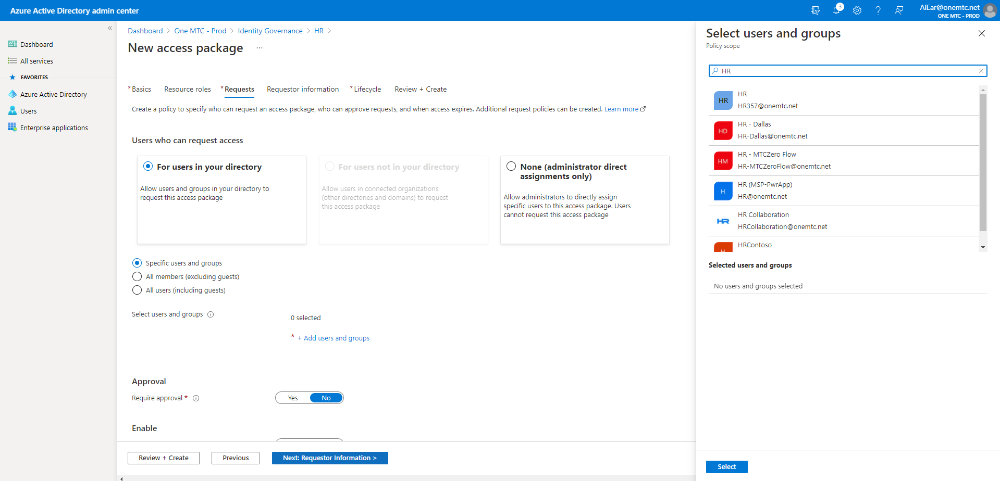 Azure Active Directory admin center
3
AlEar@onemtc.net
ONE MTC - PROD
Dashboard
All services
FAVORITES
Azure Active Directory
Users
Enterprise applications
Dashboard > One MTC - Prod > Identity Governance > HR >
New access package ...
* Basics Resource roles * Requests Requestor information * Lifecycle Review + Create
Create a policy to specify who can request an access package, who can approve requests, and when access expires. Additional request policies can be created. Learn more
Users who can request access
For users in your directory
Allow users and groups in your directory to
request this access package
For users not in your directory
Allow users in connected organizations
(other directories and domains) to request
this access package
None (administrator direct
assignments only)
Allow administrators to directly assign
specific users to this access package. Users
cannot request this access package
Specific users and groups
All members (excluding guests)
All users (including guests)
Select users and groups
0 selected
* + Add users and groups
Approval
Require approval *
Yes No
Enable
Review + Create Previous Next: Requestor Information >
Select users and groups
Policy scope
HR
HR
HR
HR357@onemtc.net
HD
HR - Dallas
HR-Dallas@onemtc.net
HM
HR - MTCZero Flow
HR-MTCZeroFlow@onemtc.net
H
HR (MSP-PwrApp)
HR@onemtc.net
HR
HR Collaboration
HRCollaboration@onemtc.net
H
HRContoso
Selected users and groups
No users and groups selected
Select